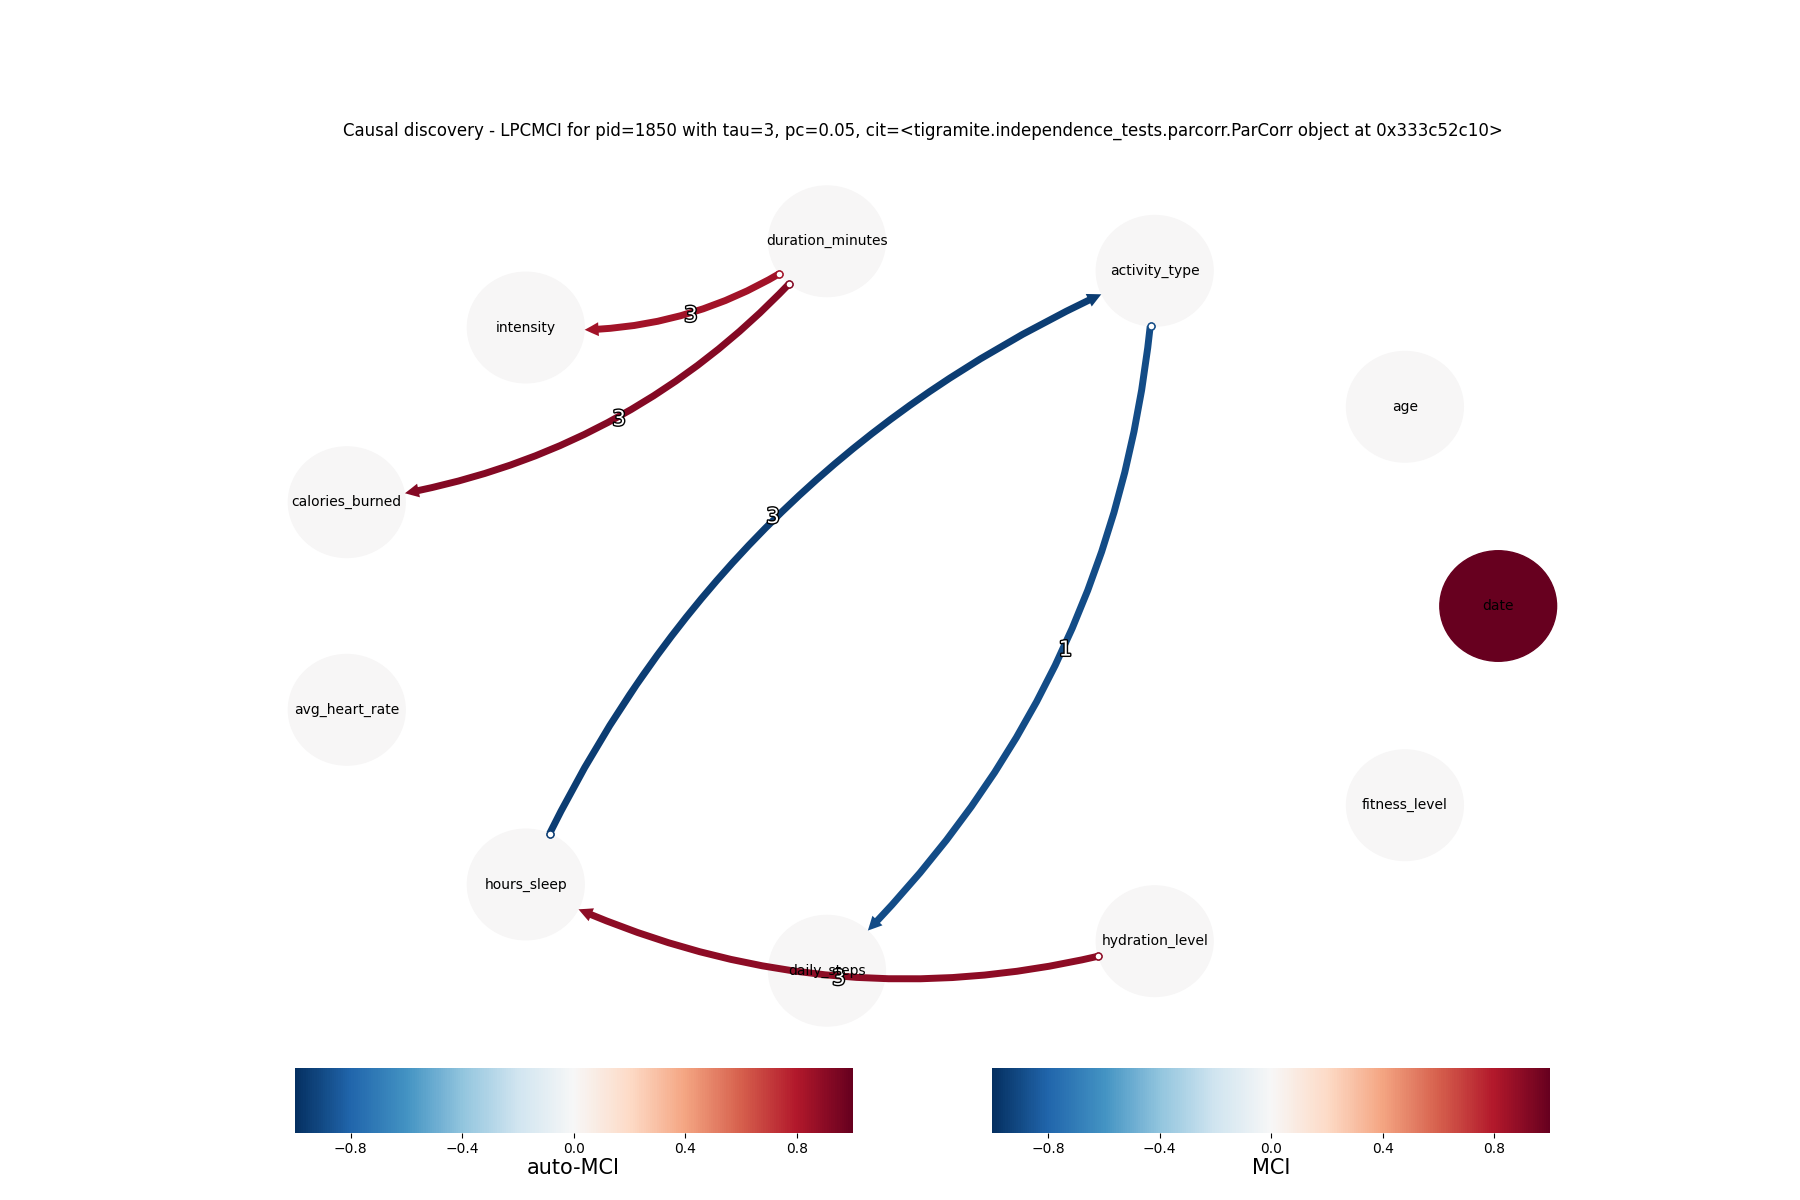 Causal discovery - LPCMCI for pid=1850 with tau=3, pc=0.05, cit=<tigramite.independence_tests.parcorr.ParCorr object at 0x333c52c10>
duration_minutes
activity_type
3
intensity
age
3
calories_burned
3
date
1
avg_heart_rate
fitness_level
hours_sleep
hydration_level
daily_steps
3
−0.8 −0.4 0.0 0.4 0.8
auto-MCI
−0.8 −0.4 0.0 0.4 0.8
MCI